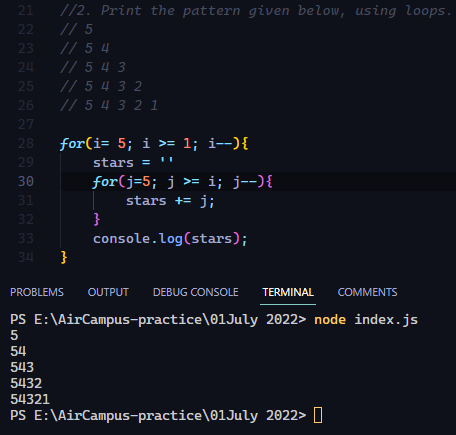 21 //2. Print the pattern given below, using loops.
22 // 5
23 // 5 4
24 // 5 4 3
25 // 5 4 3 2
26 // 5 4 3 2 1
27
28 for(i= 5; i >= 1; i--){
29 stars = ''
30 for(j=5; j >= i; j--){
31 stars += j;
32 }
33 console.log(stars);
34 }
PROBLEMS OUTPUT DEBUG CONSOLE TERMINAL COMMENTS
PS E:\AirCampus-practice\01July 2022> node index.js
5
54
543
5432
54321
PS E:\AirCampus-practice\01July 2022>